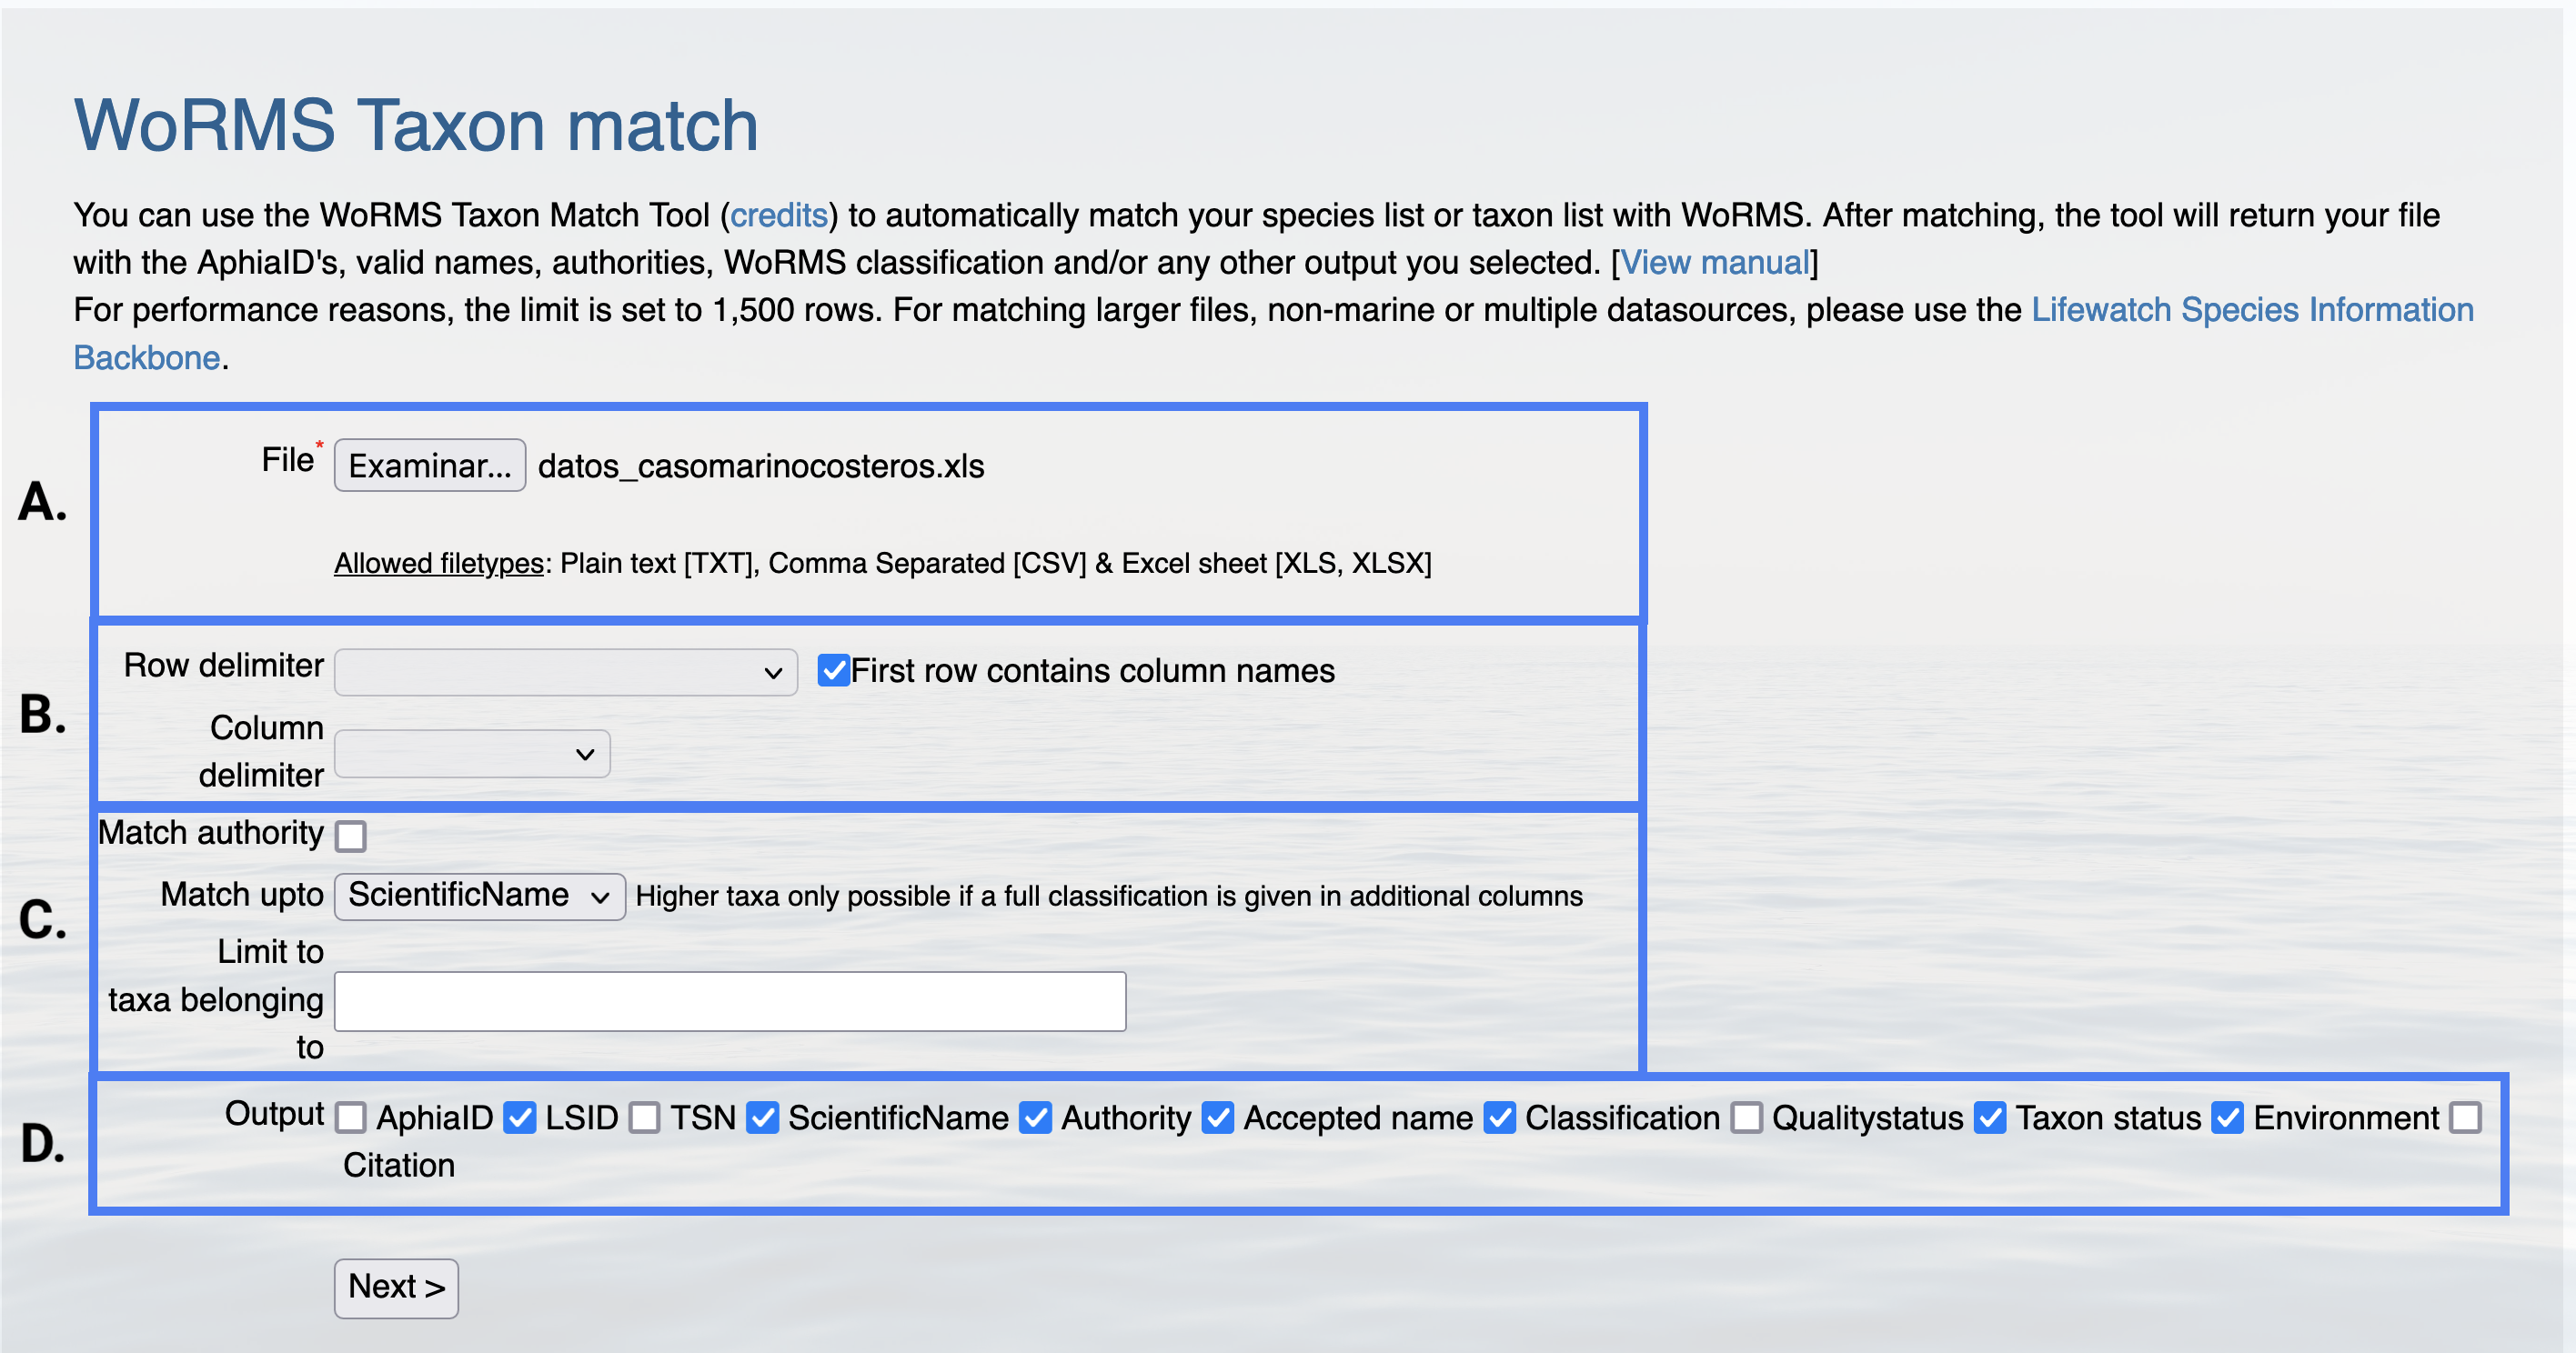 WoRMS Taxon match
You can use the WoRMS Taxon Match Tool (credits) to automatically match your species list or taxon list with WoRMS. After matching, the tool will return your file
with the AphiaID's, valid names, authorities, WoRMS classification and/or any other output you selected. [View manual]
For performance reasons, the limit is set to 1,500 rows. For matching larger files, non-marine or multiple datasources, please use the Lifewatch Species Information
Backbone.
A.
File* Examinar... datos_casomarinocosteros.xls
Allowed filetypes: Plain text [TXT], Comma Separated [CSV] & Excel sheet [XLS, XLSX]
B.
Row delimiter First row contains column names
Column
delimiter
C.
Match authority
Match upto ScientificName Higher taxa only possible if a full classification is given in additional columns
Limit to
taxa belonging
to
D.
Output AphiaID LSID TSN ScientificName Authority Accepted name Classification Qualitystatus Taxon status Environment
Citation
Next >